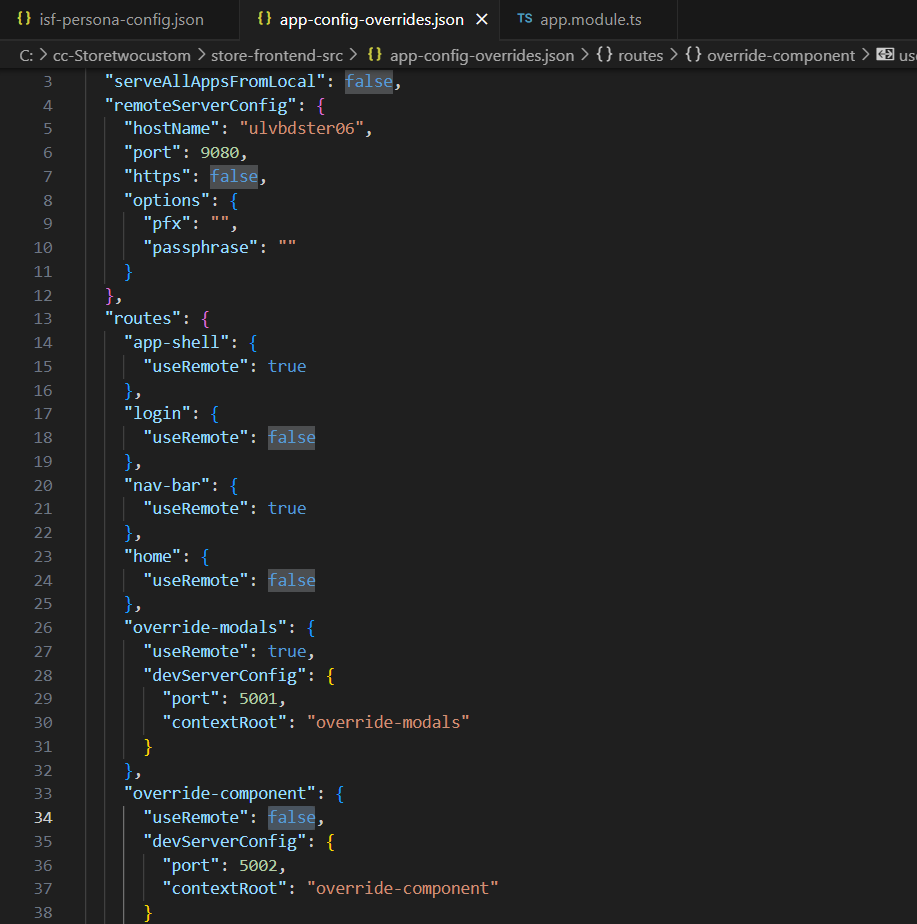 {} isf-persona-config.json {} app-config-overrides.json × TS app.module.ts
C: > cc-Storetwocustom > store-frontend-src > {} app-config-overrides.json > {} routes > {} override-component > use
3 "serveAllAppsFromLocal": false,
4 "remoteServerConfig": {
5 "hostName": "ulvbdster06",
6 "port": 9080,
7 "https": false,
8 "options": {
9 "pfx": "",
10 "passphrase": ""
11 }
12 },
13 "routes": {
14 "app-shell": {
15 "useRemote": true
16 },
17 "login": {
18 "useRemote": false
19 },
20 "nav-bar": {
21 "useRemote": true
22 },
23 "home": {
24 "useRemote": false
25 },
26 "override-modals": {
27 "useRemote": true,
28 "devServerConfig": {
29 "port": 5001,
30 "contextRoot": "override-modals"
31 }
32 },
33 "override-component": {
34 "useRemote": false,
35 "devServerConfig": {
36 "port": 5002,
37 "contextRoot": "override-component"
38 }